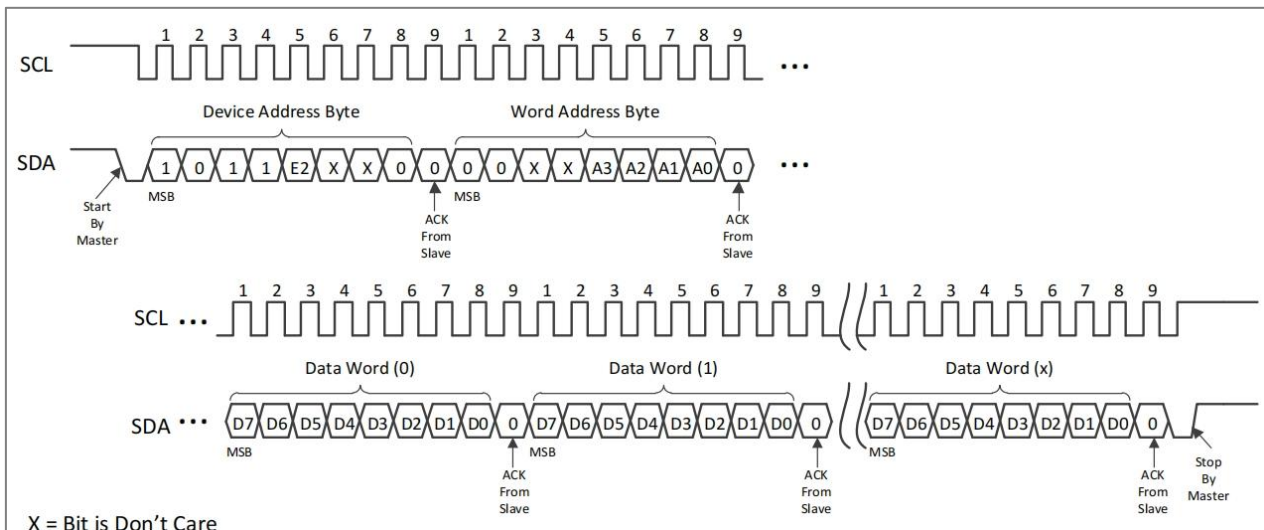 1 2 3 4 5 6 7 8 9 1 2 3 4 5 6 7 8 9
SCL •••
Device Address Byte Word Address Byte
SDA 1 0 1 1 E2 X X 0 0 0 0 X X A3 A2 A1 A0 0 •••
MSB MSB
Start
By
Master
ACK
From
Slave
ACK
From
Slave
1 2 3 4 5 6 7 8 9 1 2 3 4 5 6 7 8 9 1 2 3 4 5 6 7 8 9
SCL •••
Data Word (0) Data Word (1) Data Word (x)
SDA ••• D7 D6 D5 D4 D3 D2 D1 D0 0 D7 D6 D5 D4 D3 D2 D1 D0 0 D7 D6 D5 D4 D3 D2 D1 D0 0
MSB MSB MSB
ACK
From
Slave
ACK
From
Slave
ACK
From
Slave
Stop
By
Master
X = Bit is Don't Care